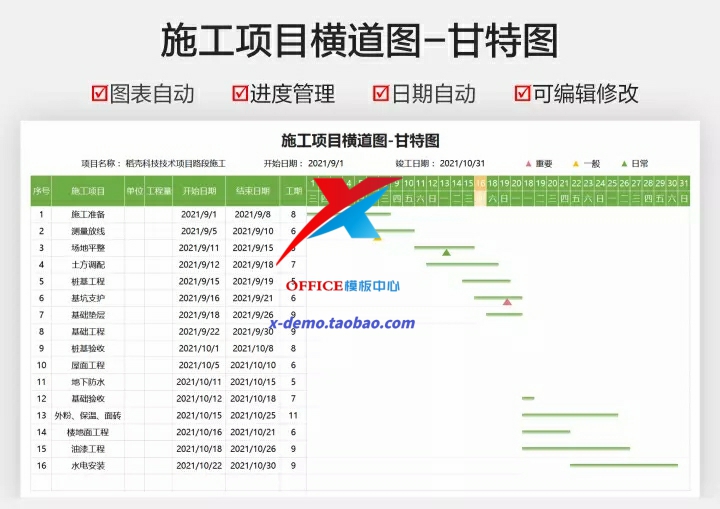 施工项目横道图-甘特图
图表自动 进度管理 日期自动 可编辑修改
施工项目横道图-甘特图
项目名称： 稻壳科技技术项目路段施工 开始日期： 2021/9/1 竣工日期： 2021/10/31 重要 一般 日常
序号 施工项目 单位 工程量 开始日期 结束日期 工期 4 9 10 11 12 13 14 15 16 17 18 19 20 18 19 20 21 22 23 24 25 26 27 28 29 30 31
三 四 四 五 六 日 一 二 三 四 六 日 一 二 三 四 五 六 日 一 二 三 四 五 六 日
1 施工准备 2021/9/1 2021/9/8 8
2 测量放线 2021/9/5 2021/9/10 6
3 场地平整 2021/9/11 2021/9/15
4 土方调配 2021/9/12 2021/9/18 7
5 桩基工程 2021/9/15 2021/9/19 5
6 基坑支护 2021/9/16 2021/9/21 6
7 基础垫层 2021/9/18 2021/9/26 9
8 基础工程 2021/9/22 2021/9/30 9
9 桩基验收 2021/10/1 2021/10/8 8
10 屋面工程 2021/10/5 2021/10/10 6
11 地下防水 2021/10/11 2021/10/15 5
12 基础验收 2021/10/12 2021/10/18 7
13 外粉、保温、面砖 2021/10/15 2021/10/25 11
14 楼地面工程 2021/10/16 2021/10/21 6
15 油漆工程 2021/10/18 2021/10/26 9
16 水电安装 2021/10/22 2021/10/30 9
OFFICE模板中心
x-demo.taobao.com